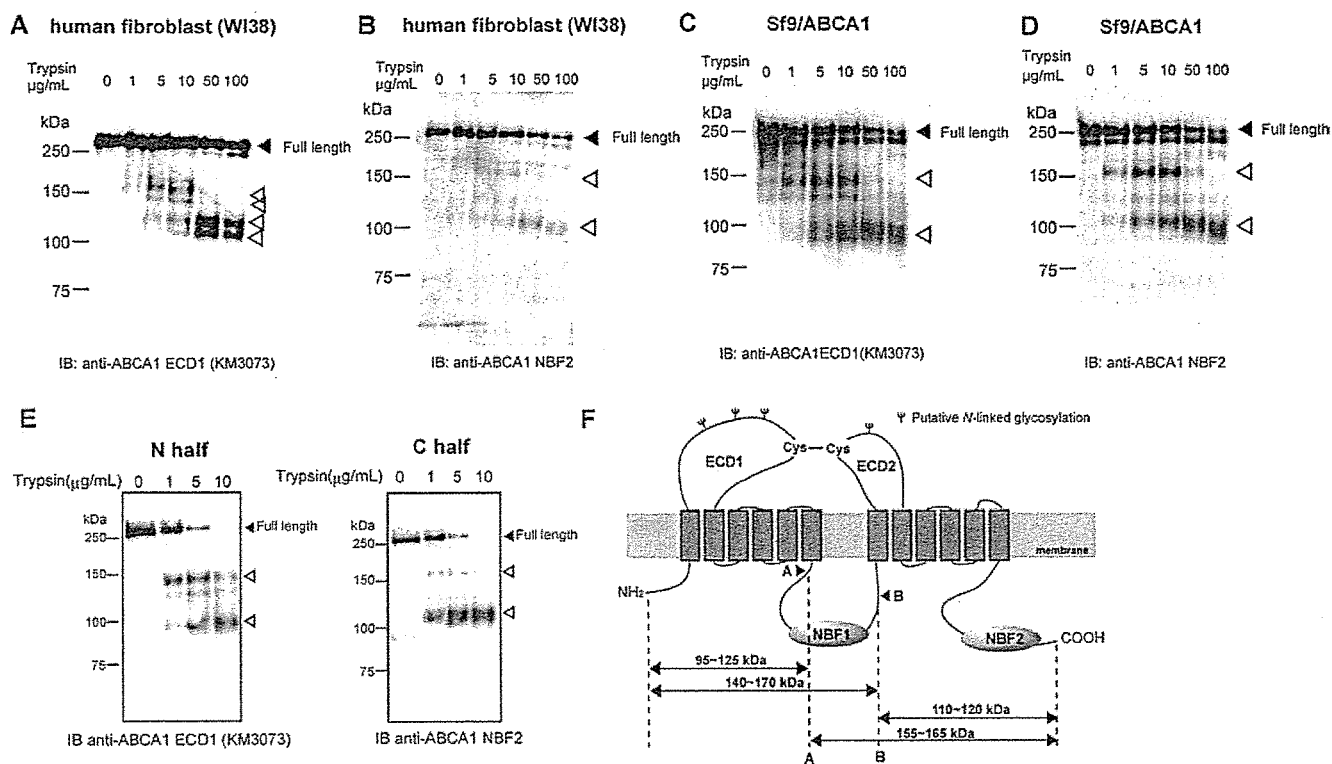 A human fibroblast (WI38)
Trypsin μg/mL 0 1 5 10 50 100
kDa
250
150
100
75
Full length
IB: anti-ABCA1 ECD1 (KM3073)
B human fibroblast (WI38)
Trypsin μg/mL 0 1 5 10 50 100
kDa
250
150
100
75
Full length
IB: anti-ABCA1 NBF2
C Sf9/ABCA1
Trypsin μg/mL 0 1 5 10 50 100
kDa
250
150
100
75
Full length
IB: anti-ABCA1ECD1(KM3073)
D Sf9/ABCA1
Trypsin μg/mL 0 1 5 10 50 100
kDa
250
150
100
75
Full length
IB: anti-ABCA1 NBF2
E
N half
Trypsin(μg/mL) 0 1 5 10
kDa
250
150
100
75
Full length
IB anti-ABCA1 ECD1 (KM3073)
C half
Trypsin(μg/mL) 0 1 5 10
kDa
250
150
100
75
Full length
IB anti-ABCA1 NBF2
F
Ψ Putative N-linked glycosylation
Ψ Ψ Ψ Ψ
ECD1 Cys Cys ECD2
membrane
A
B
NH2
NBF1
NBF2
COOH
95~125 kDa
140~170 kDa
110~120 kDa
155~165 kDa
A B